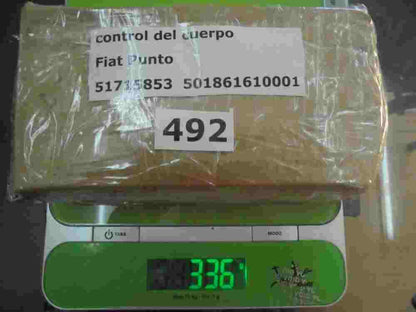 control del cuerpo
Fiat Punto
51715853 501861610001
492
TARE
MODE
336